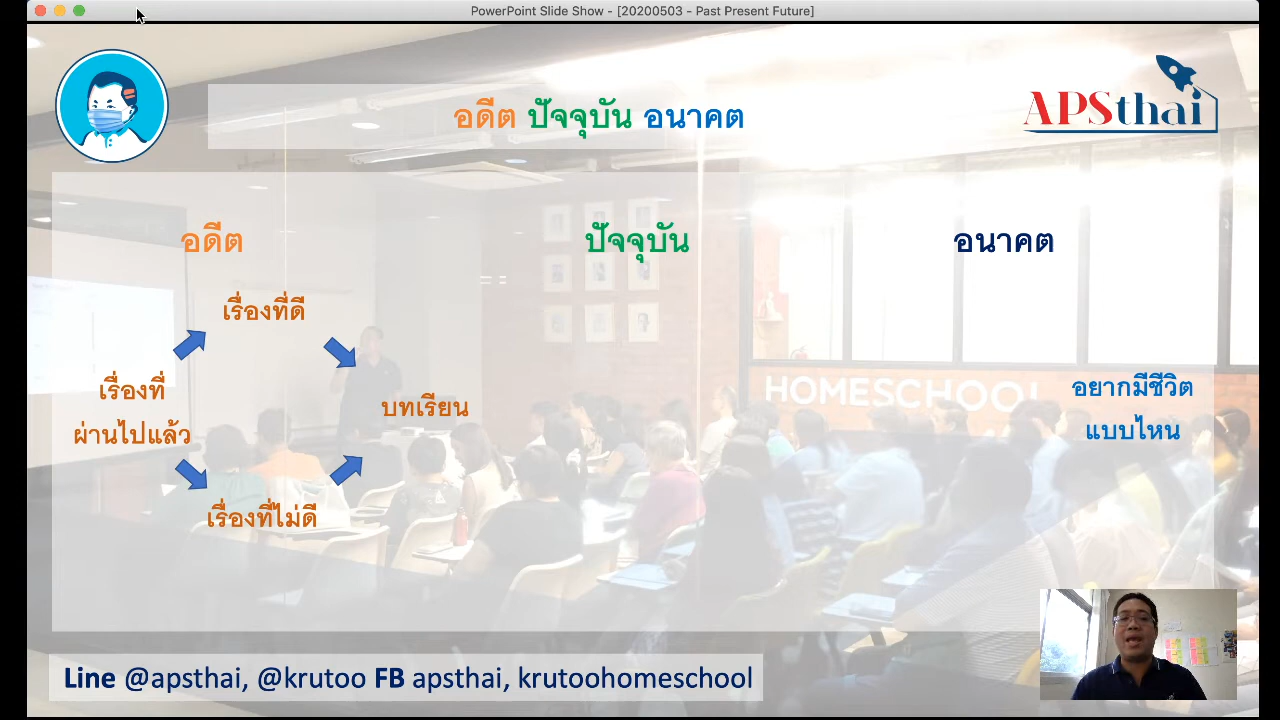 PowerPoint Slide Show - [20200503 - Past Present Future]
อดีต ปัจจุบัน อนาคต
APSthai
อดีต
ปัจจุบัน
อนาคต
เรื่องที่ดี
เรื่องที่
ผ่านไปแล้ว
บทเรียน
เรื่องที่ไม่ดี
HOMESCHOOL
อยากมีชีวิต
แบบไหน
Line @apsthai, @krutoo FB apsthai, krutoohomeschool